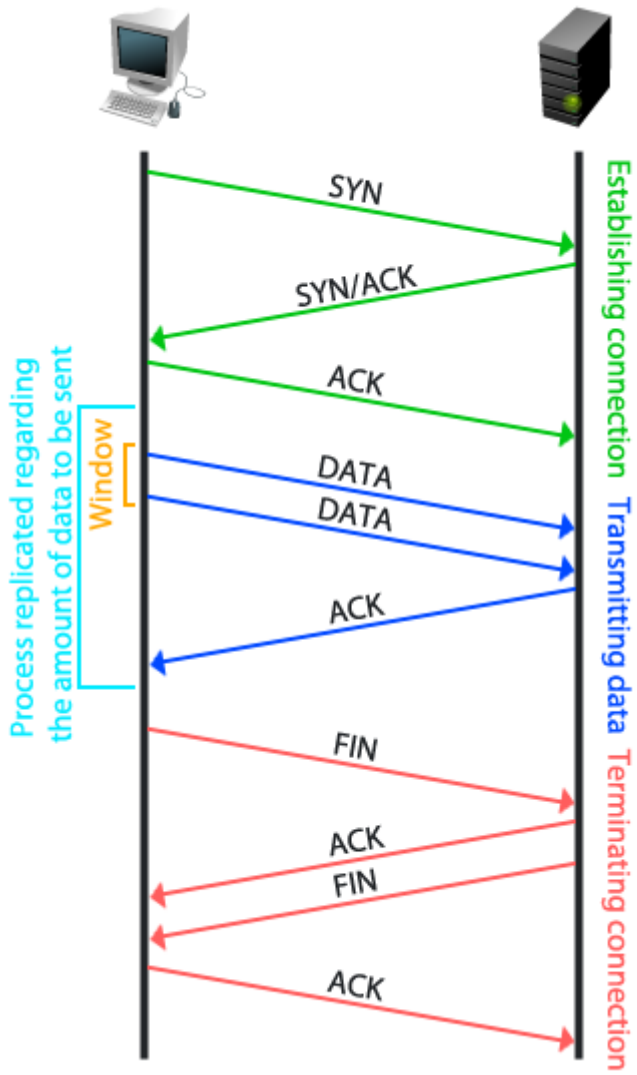 SYN
SYN/ACK
ACK
Establishing connection
Process replicated regarding
the amount of data to be sent
Window
DATA
DATA
ACK
Transmitting data
FIN
ACK
FIN
ACK
Terminating connection